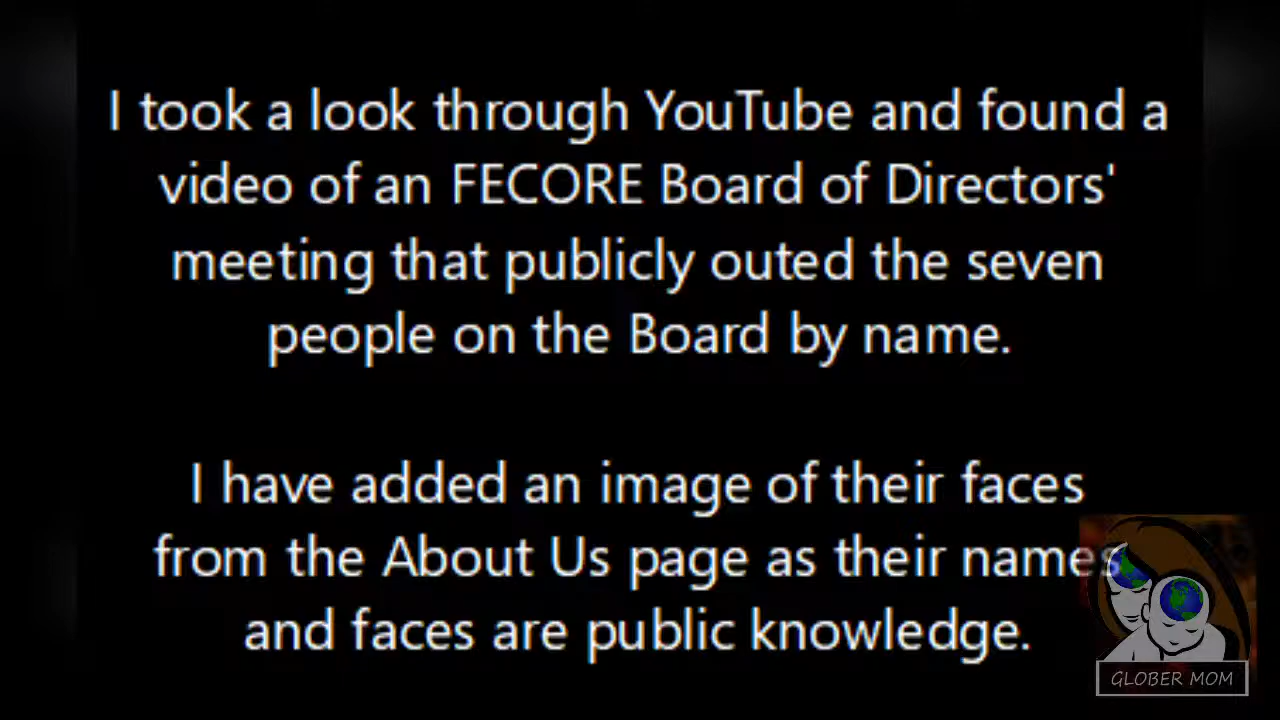 I took a look through YouTube and found a
video of an FECORE Board of Directors'
meeting that publicly outed the seven
people on the Board by name.
I have added an image of their faces
from the About Us page as their names
and faces are public knowledge.
GLOBER MOM